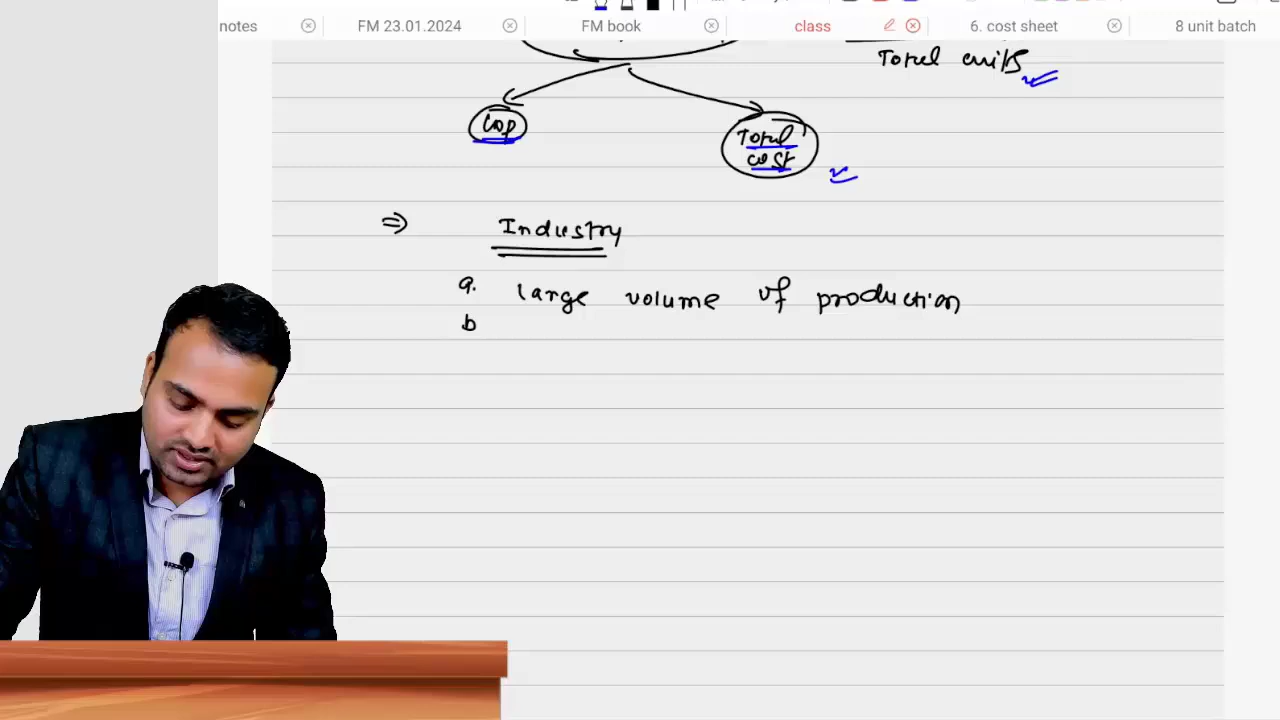 notes FM 23.01.2024 FM book class 6. cost sheet 8 unit batch
Total units
COP
Total
cost
⇒ Industry
a. large volume of production
b